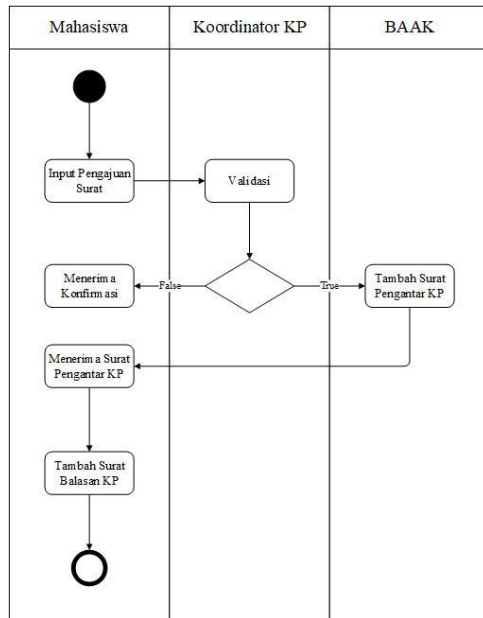 Mahasiswa
Koordinator KP
BAAK
Input Pengajuan
Surat
Validasi
Menerima
Konfirmasi
False
True
Tambah Surat
Pengantar KP
Menerima Surat
Pengantar KP
Tambah Surat
Balasan KP